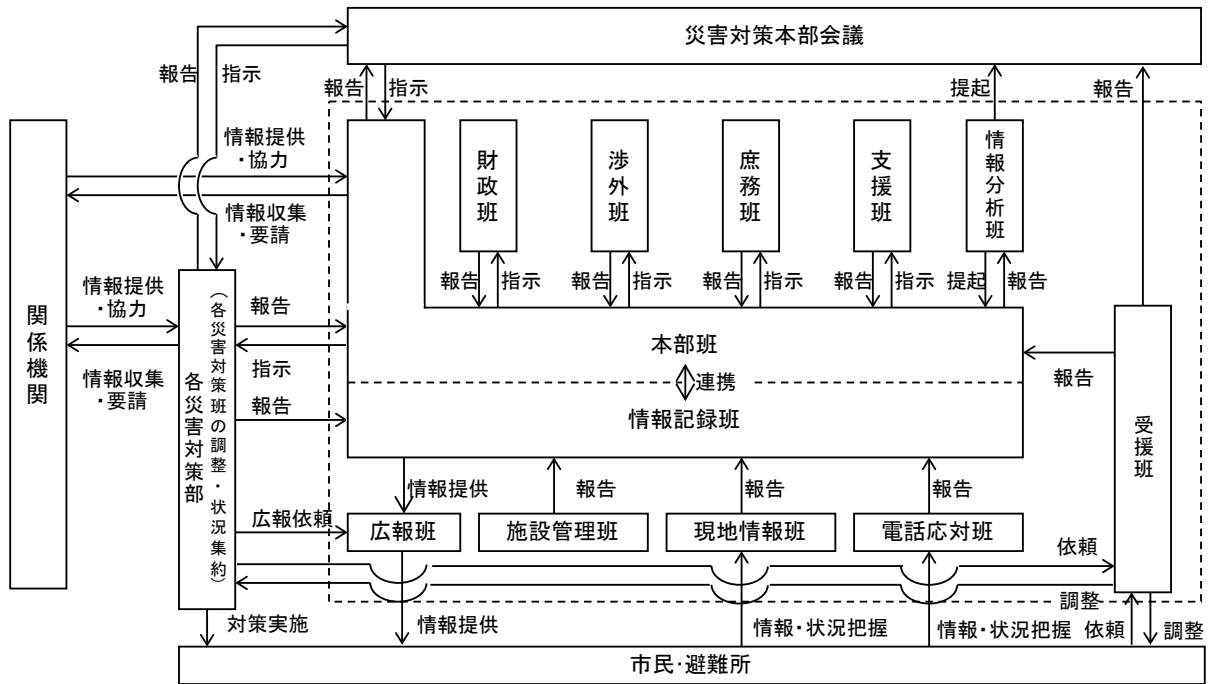 災害対策本部会議
報告
指示
報告
指示
提起
報告
関係機関
情報提供
・協力
情報収集
・要請
財政班
渉外班
庶務班
支援班
情報分析班
報告
指示
報告
指示
報告
指示
報告
指示
提起
報告
情報提供
・協力
情報収集
・要請
各災害対策部
（各災害対策班の調整・状況集約）
報告
指示
報告
本部班
連携
情報記録班
報告
受援班
情報提供
報告
報告
報告
広報依頼
広報班
施設管理班
現地情報班
電話応対班
依頼
調整
対策実施
情報提供
情報・状況把握
情報・状況把握
依頼
調整
市民・避難所